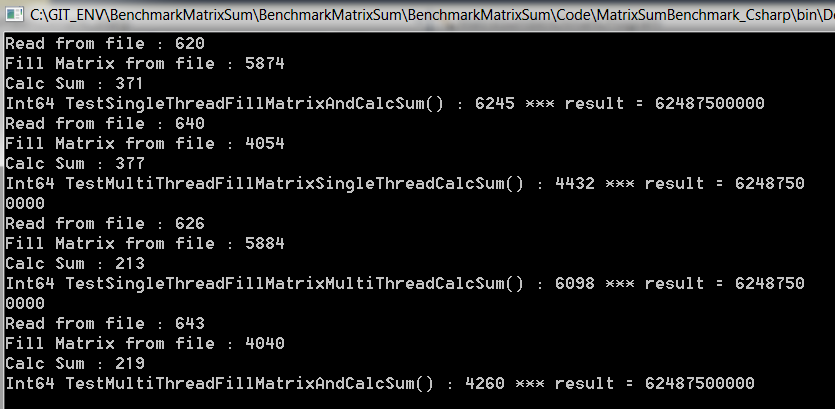 C:\GIT_ENV\BenchmarkMatrixSum\BenchmarkMatrixSum\BenchmarkMatrixSum\Code\MatrixSumBenchmark_Csharp\bin\De
Read from file : 620
Fill Matrix from file : 5874
Calc Sum : 371
Int64 TestSingleThreadFillMatrixAndCalcSum() : 6245 *** result = 62487500000
Read from file : 640
Fill Matrix from file : 4054
Calc Sum : 377
Int64 TestMultiThreadFillMatrixSingleThreadCalcSum() : 4432 *** result = 6248750
0000
Read from file : 626
Fill Matrix from file : 5884
Calc Sum : 213
Int64 TestSingleThreadFillMatrixMultiThreadCalcSum() : 6098 *** result = 6248750
0000
Read from file : 643
Fill Matrix from file : 4040
Calc Sum : 219
Int64 TestMultiThreadFillMatrixAndCalcSum() : 4260 *** result = 62487500000